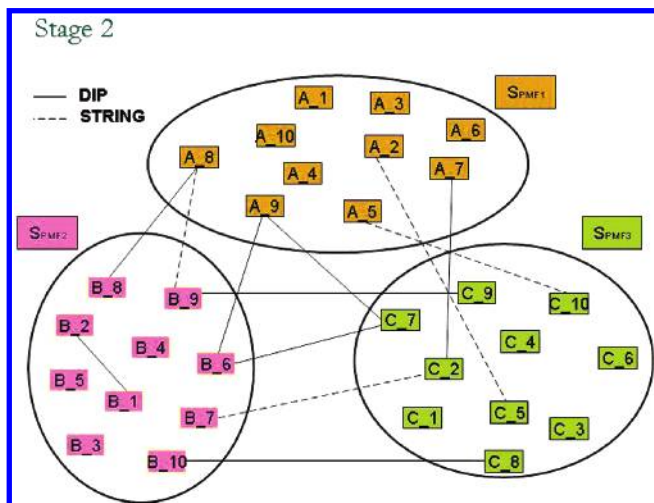 Stage 2
DIP
STRING
SPMF1
A_1
A_3
A_6
A_10
A_2
A_8
A_4
A_7
A_9
A_5
SPMF2
SPMF3
B_8
B_9
C_9
C_10
B_2
C_7
B_4
C_4
B_6
C_6
B_5
C_2
B_1
B_7
C_1
C_5
C_3
B_3
B_10
C_8